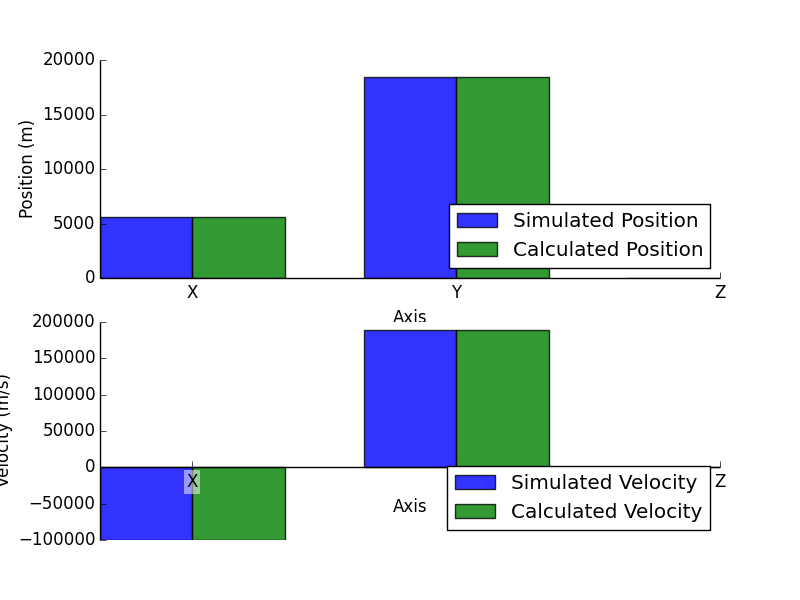 20000
15000
10000
5000
0
Position (m)
Simulated Position
Calculated Position
X Y Z
Axis
200000
150000
100000
50000
0
−50000
−100000
Velocity (m/s)
X Z
Simulated Velocity
Calculated Velocity
Axis